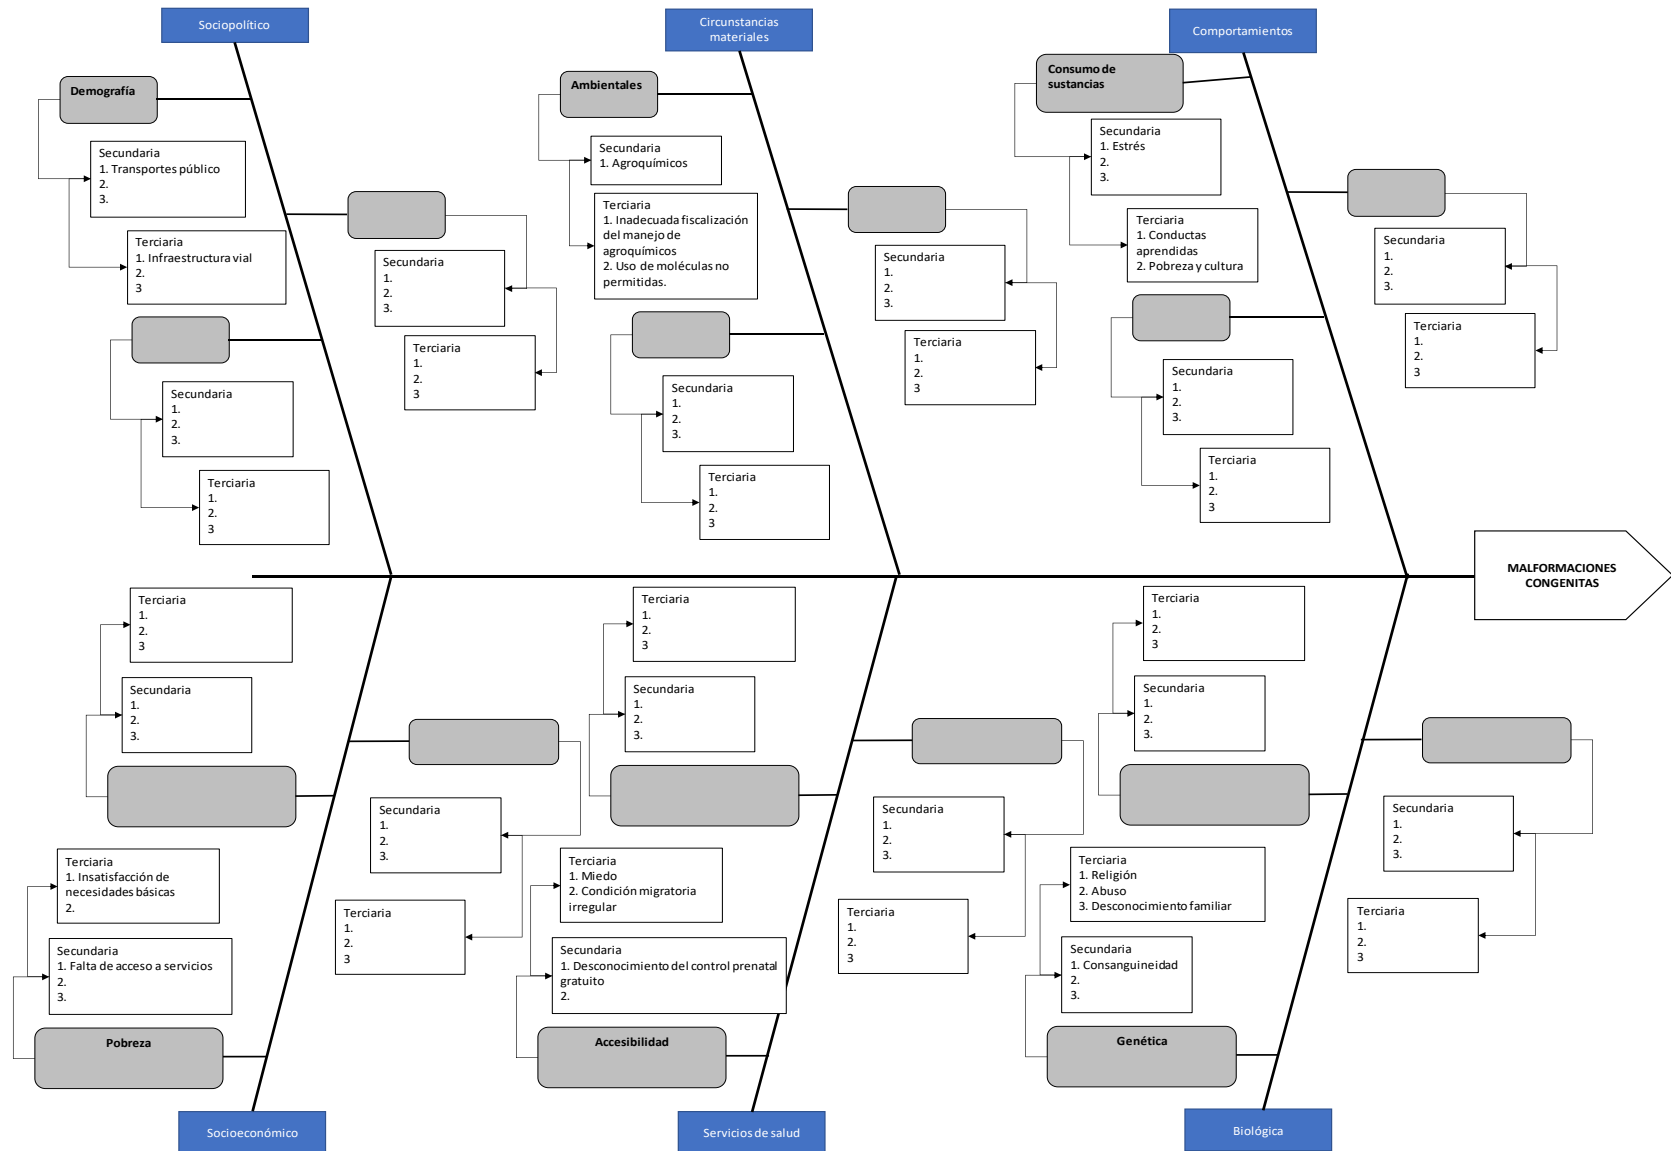 Sociopolítico
Circunstancias
materiales
Comportamientos
Demografía
Secundaria
1. Transportes público
2.
3.
Terciaria
1. Infraestructura vial
2.
3
Secundaria
1.
2.
3.
Terciaria
1.
2.
3
Secundaria
1.
2.
3.
Terciaria
1.
2.
3
Ambientales
Secundaria
1. Agroquímicos
Terciaria
1. Inadecuada fiscalización
del manejo de
agroquímicos
2. Uso de moléculas no
permitidas.
Secundaria
1.
2.
3.
Terciaria
1.
2.
3
Secundaria
1.
2.
3.
Terciaria
1.
2.
3
Consumo de
sustancias
Secundaria
1. Estrés
2.
3.
Terciaria
1. Conductas
aprendidas
2. Pobreza y cultura
Secundaria
1.
2.
3.
Terciaria
1.
2.
3
Secundaria
1.
2.
3.
Terciaria
1.
2.
3
MALFORMACIONES
CONGENITAS
Terciaria
1.
2.
3
Secundaria
1.
2.
3.
Secundaria
1.
2.
3.
Terciaria
1.
2.
3
Terciaria
1. Insatisfacción de
necesidades básicas
2.
Secundaria
1. Falta de acceso a servicios
2.
3.
Pobreza
Socioeconómico
Terciaria
1.
2.
3
Secundaria
1.
2.
3.
Secundaria
1.
2.
3.
Terciaria
1.
2.
3
Terciaria
1. Miedo
2. Condición migratoria
irregular
Secundaria
1. Desconocimiento del control prenatal
gratuito
2.
Accesibilidad
Servicios de salud
Terciaria
1.
2.
3
Secundaria
1.
2.
3.
Secundaria
1.
2.
3.
Terciaria
1.
2.
3
Terciaria
1. Religión
2. Abuso
3. Desconocimiento familiar
Secundaria
1. Consanguineidad
2.
3.
Genética
Biológica